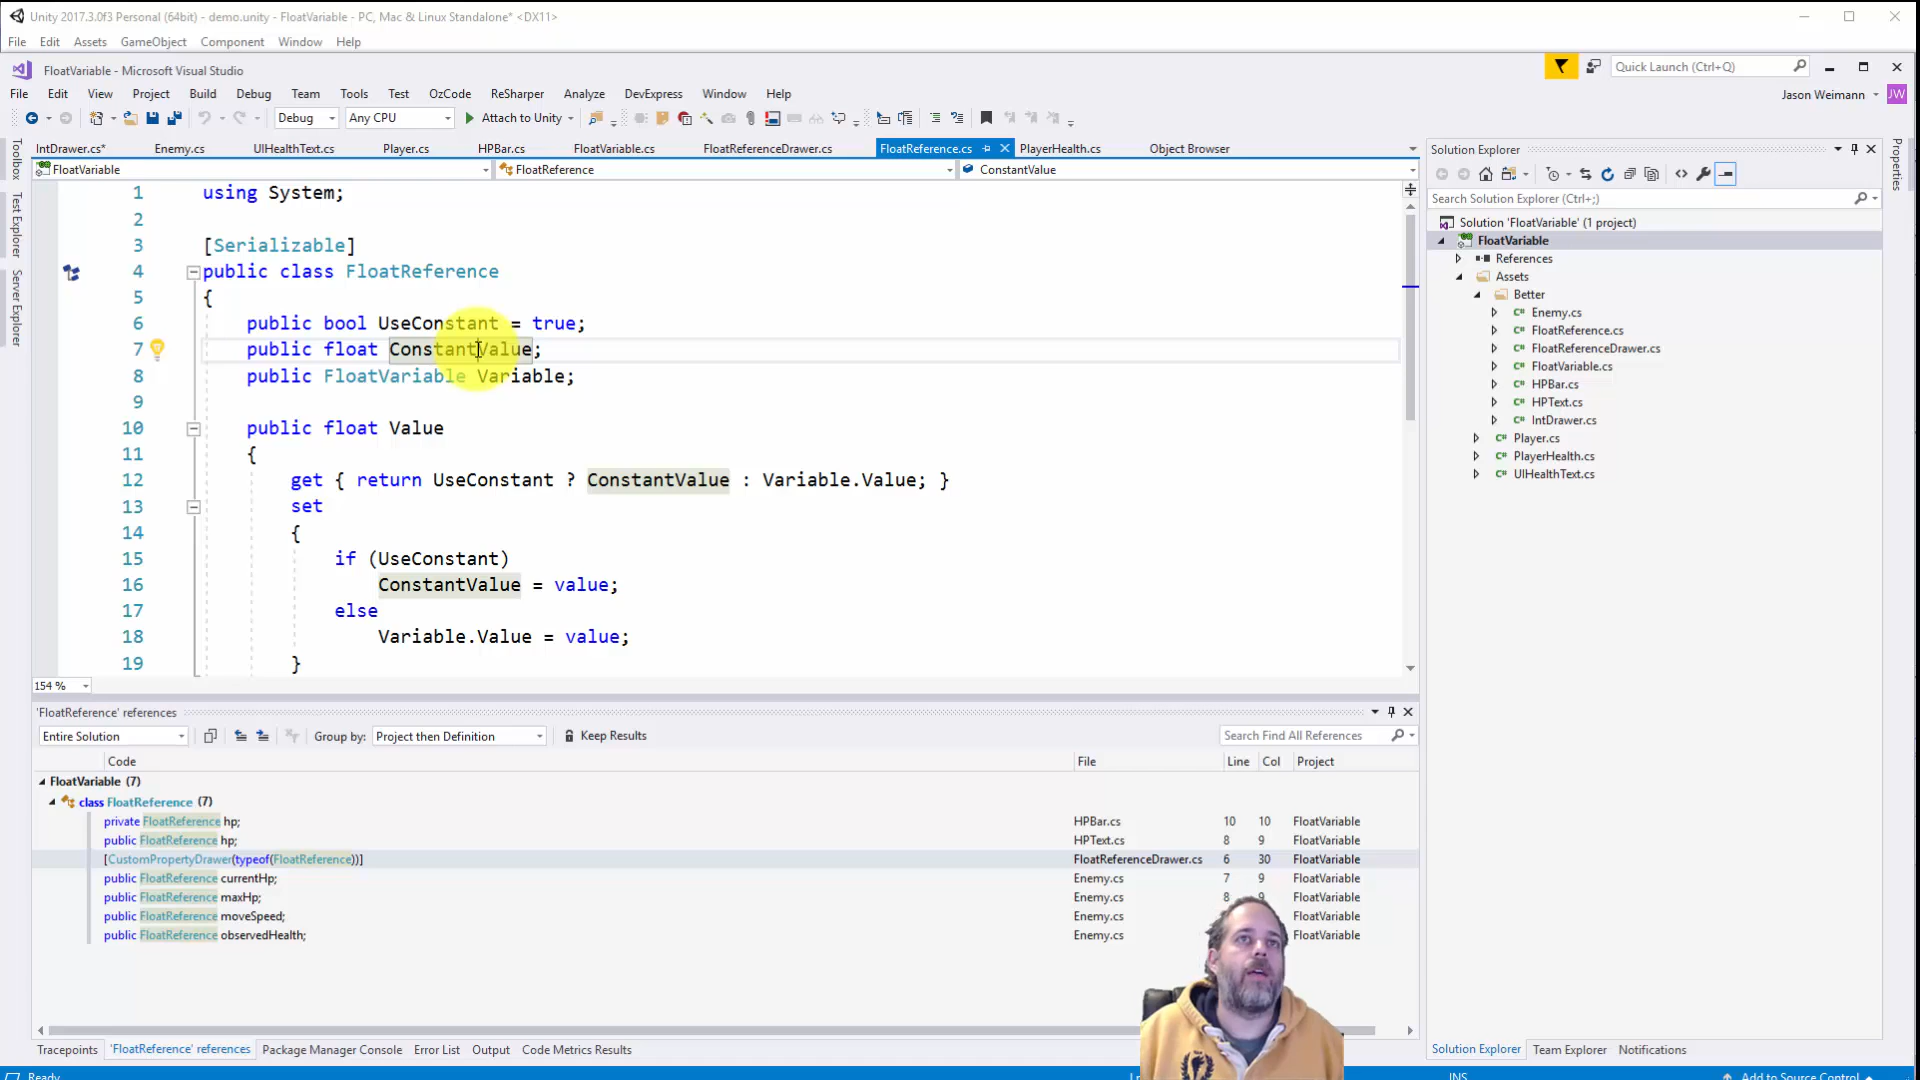 Unity 2017.3.0f3 Personal (64bit) - demo.unity - FloatVariable - PC, Mac & Linux Standalone* <DX11>
File Edit Assets GameObject Component Window Help
FloatVariable - Microsoft Visual Studio
Quick Launch (Ctrl+Q)
File Edit View Project Build Debug Team Tools Test OzCode ReSharper Analyze DevExpress Window Help
Jason Weimann JW
Debug Any CPU Attach to Unity
IntDrawer.cs* Enemy.cs UIHealthText.cs Player.cs HPBar.cs FloatVariable.cs FloatReferenceDrawer.cs FloatReference.cs PlayerHealth.cs Object Browser
FloatVariable FloatReference ConstantValue
Toolbox
Test Explorer
Server Explorer
1 using System;
2
3 [Serializable]
4 public class FloatReference
5 {
6 public bool UseConstant = true;
7 public float ConstantValue;
8 public FloatVariable Variable;
9
10 public float Value
11 {
12 get { return UseConstant ? ConstantValue : Variable.Value; }
13 set
14 {
15 if (UseConstant)
16 ConstantValue = value;
17 else
18 Variable.Value = value;
19 }
154 %
Solution Explorer
Properties
Search Solution Explorer (Ctrl+;)
Solution 'FloatVariable' (1 project)
FloatVariable
References
Assets
Better
C# Enemy.cs
C# FloatReference.cs
C# FloatReferenceDrawer.cs
C# FloatVariable.cs
C# HPBar.cs
C# HPText.cs
C# IntDrawer.cs
C# Player.cs
C# PlayerHealth.cs
C# UIHealthText.cs
'FloatReference' references
Entire Solution Group by: Project then Definition Keep Results Search Find All References
Code File Line Col Project
FloatVariable (7)
class FloatReference (7)
private FloatReference hp; HPBar.cs 10 10 FloatVariable
public FloatReference hp; HPText.cs 8 9 FloatVariable
[CustomPropertyDrawer(typeof(FloatReference))] FloatReferenceDrawer.cs 6 30 FloatVariable
public FloatReference currentHp; Enemy.cs 7 9 FloatVariable
public FloatReference maxHp; Enemy.cs 8 9 FloatVariable
public FloatReference moveSpeed; Enemy.cs FloatVariable
public FloatReference observedHealth; Enemy.cs FloatVariable
Tracepoints 'FloatReference' references Package Manager Console Error List Output Code Metrics Results
Solution Explorer Team Explorer Notifications
Ready INS Add to Source Control